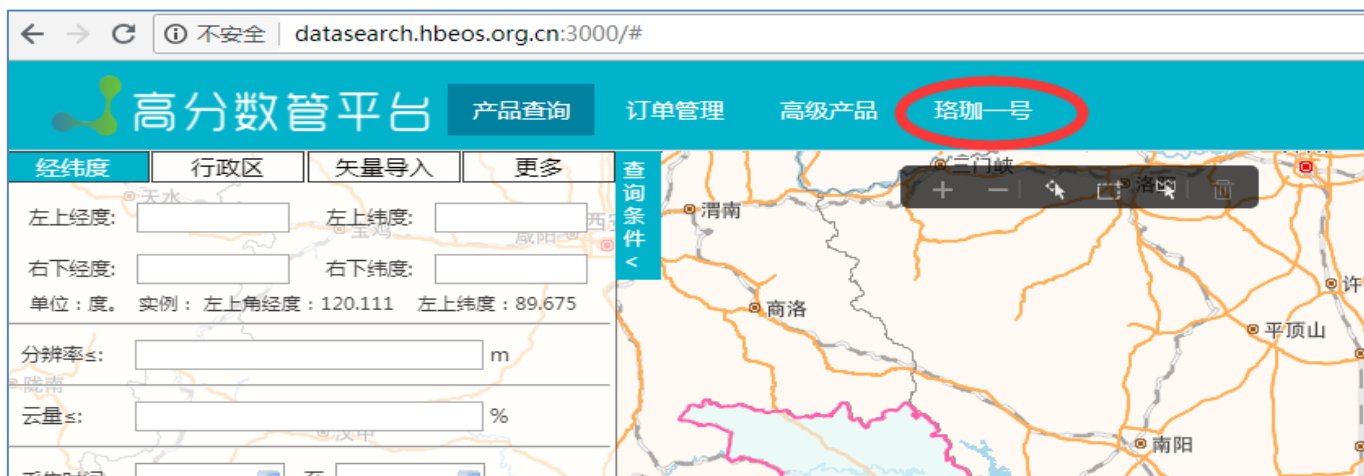 不安全 datasearch.hbeos.org.cn:3000/#
高分数管平台 产品查询 订单管理 高级产品 珞珈一号
经纬度 行政区 矢量导入 更多
查询条件 <
左上经度: 左上纬度:
右下经度: 右下纬度:
单位：度。 实例： 左上角经度：120.111 左上纬度：89.675
分辨率≤: m
云量≤: %
至
天水
宝鸡
咸阳
陇南
汉中
三门峡
洛阳
渭南
商洛
许
平顶山
南阳